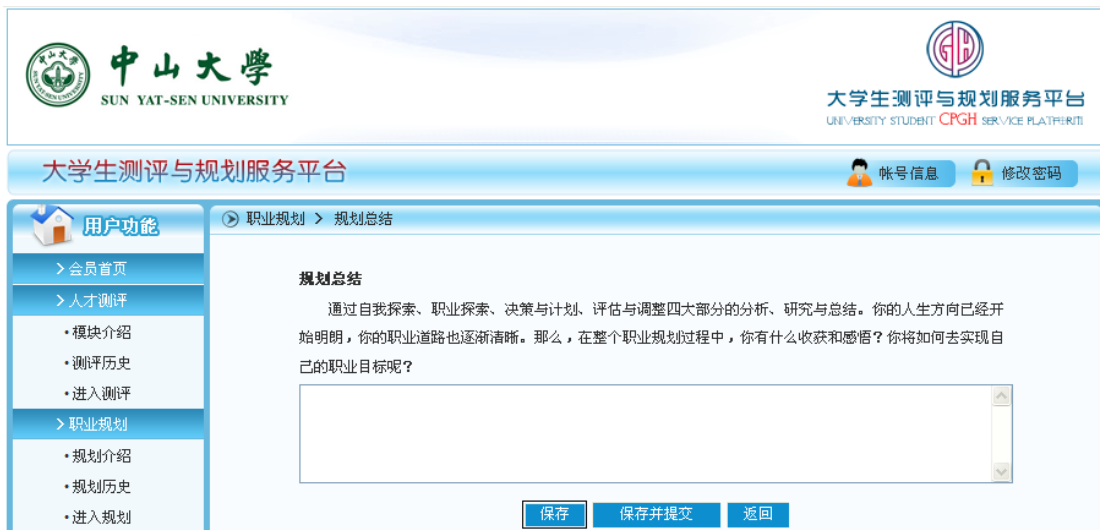 中山大學
SUN YAT-SEN UNIVERSITY
大学生测评与规划服务平台
UNIVERSITY STUDENT CPGH SERVICE
大学生测评与规划服务平台
帐号信息
修改密码
用户功能
职业规划 > 规划总结
>会员首页
>人才测评
•模块介绍
•测评历史
•进入测评
>职业规划
•规划介绍
•规划历史
•进入规划
规划总结
通过自我探索、职业探索、决策与计划、评估与调整四大部分的分析、研究与总结。你的人生方向已经开
始明朗，你的职业道路也逐渐清晰。那么，在整个职业规划过程中，你有什么收获和感悟？你将如何去实现自
己的职业目标呢？
保存
保存并提交
返回